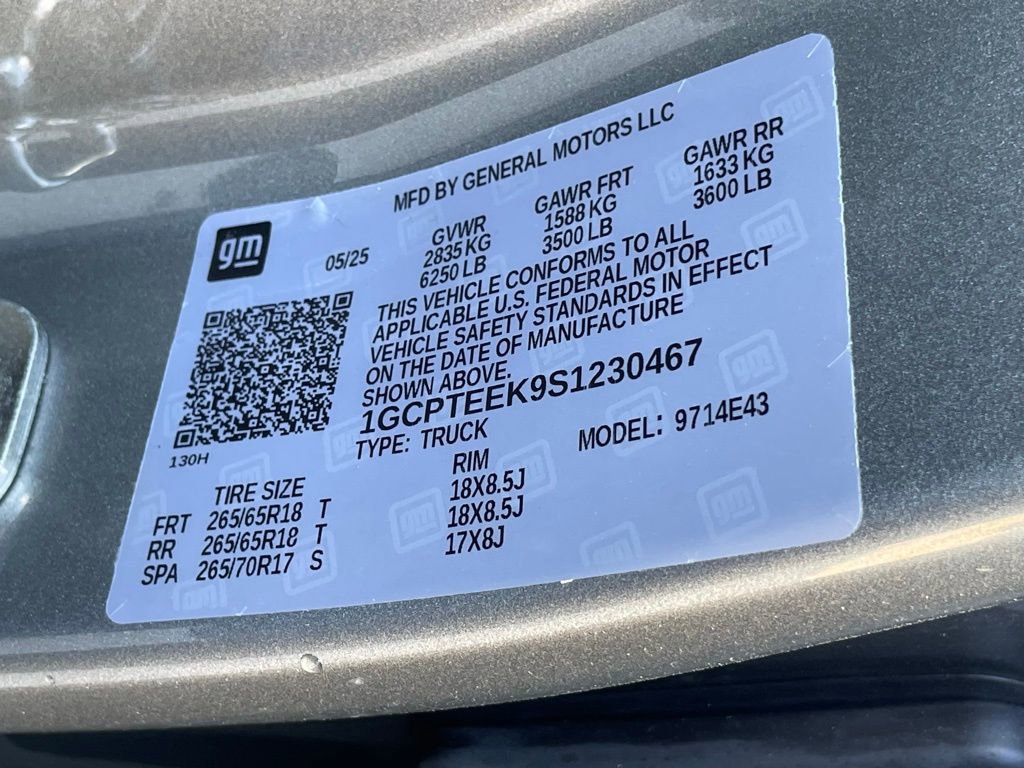 MFD BY GENERAL MOTORS LLC
gm
05/25
GVWR GAWR FRT GAWR RR
2835 KG 1588 KG 1633 KG
6250 LB 3500 LB 3600 LB
THIS VEHICLE CONFORMS TO ALL
APPLICABLE U.S. FEDERAL MOTOR
VEHICLE SAFETY STANDARDS IN EFFECT
ON THE DATE OF MANUFACTURE
SHOWN ABOVE.
1GCPTEEK9S1230467
TYPE: TRUCK MODEL: 9714E43
130H
TIRE SIZE RIM
FRT 265/65R18 T 18X8.5J
RR 265/65R18 T 18X8.5J
SPA 265/70R17 S 17X8J